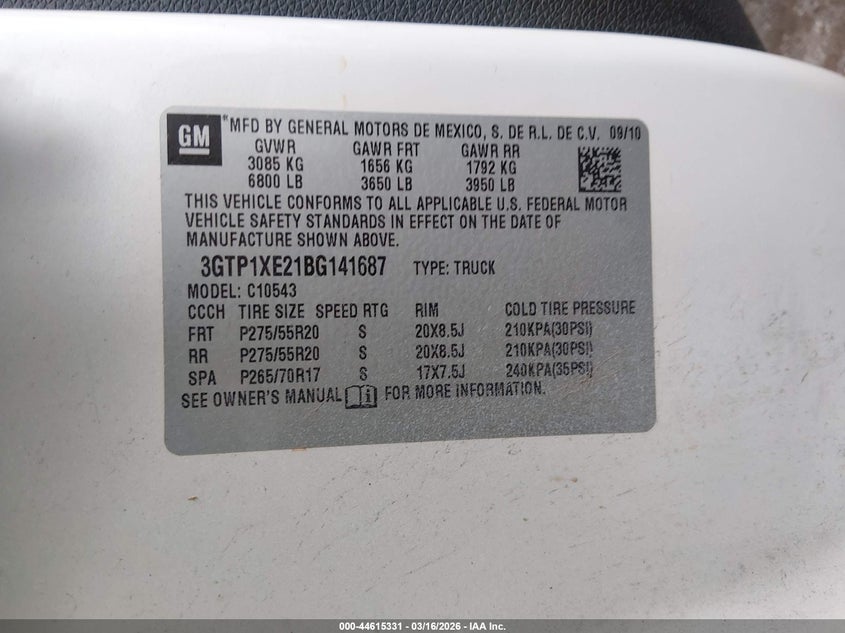 GM *MFD BY GENERAL MOTORS DE MEXICO, S. DE R.L. DE C.V. 09/10
GVWR GAWR FRT GAWR RR
3085 KG 1656 KG 1792 KG
6800 LB 3650 LB 3950 LB
THIS VEHICLE CONFORMS TO ALL APPLICABLE U.S. FEDERAL MOTOR
VEHICLE SAFETY STANDARDS IN EFFECT ON THE DATE OF
MANUFACTURE SHOWN ABOVE.
3GTP1XE21BG141687 TYPE: TRUCK
MODEL: C10543
CCCH TIRE SIZE SPEED RTG RIM COLD TIRE PRESSURE
FRT P275/55R20 S 20X8.5J 210KPA(30PSI)
RR P275/55R20 S 20X8.5J 210KPA(30PSI)
SPA P265/70R17 S 17X7.5J 240KPA(35PSI)
SEE OWNER'S MANUAL i FOR MORE INFORMATION.
000-44615331 | 03/16/2026 - IAA Inc.